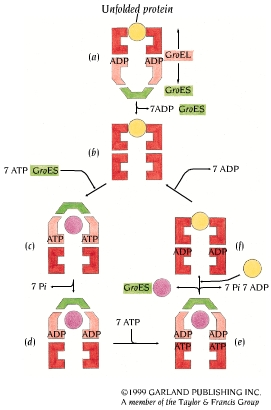 Unfolded protein
(a)
ADP ADP
GroEL
GroES
7ADP GroES
(b)
7 ATP GroES
7 ADP
(c)
ATP ATP
(f)
ADP ADP
7 Pi
GroES
7 Pi 7 ADP
(d)
ADP ADP
7 ATP
ADP ADP
ATP ATP
(e)
©1999 GARLAND PUBLISHING INC.
A member of the Taylor & Francis Group